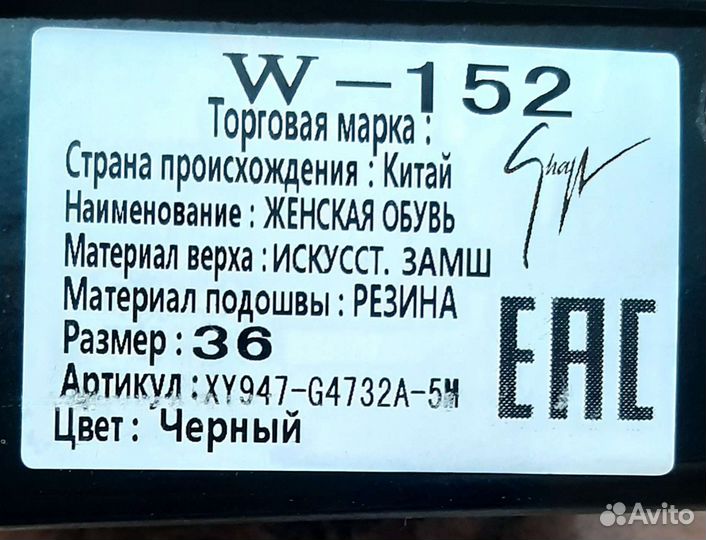 W-152
Торговая марка :
Страна происхождения : Китай
Наименование : ЖЕНСКАЯ ОБУВЬ
Материал верха : ИСКУССТ. ЗАМШ
Материал подошвы : РЕЗИНА
Размер : 36
Артикул : XY947-G4732A-5M
Цвет : Черный
EAC
Avito